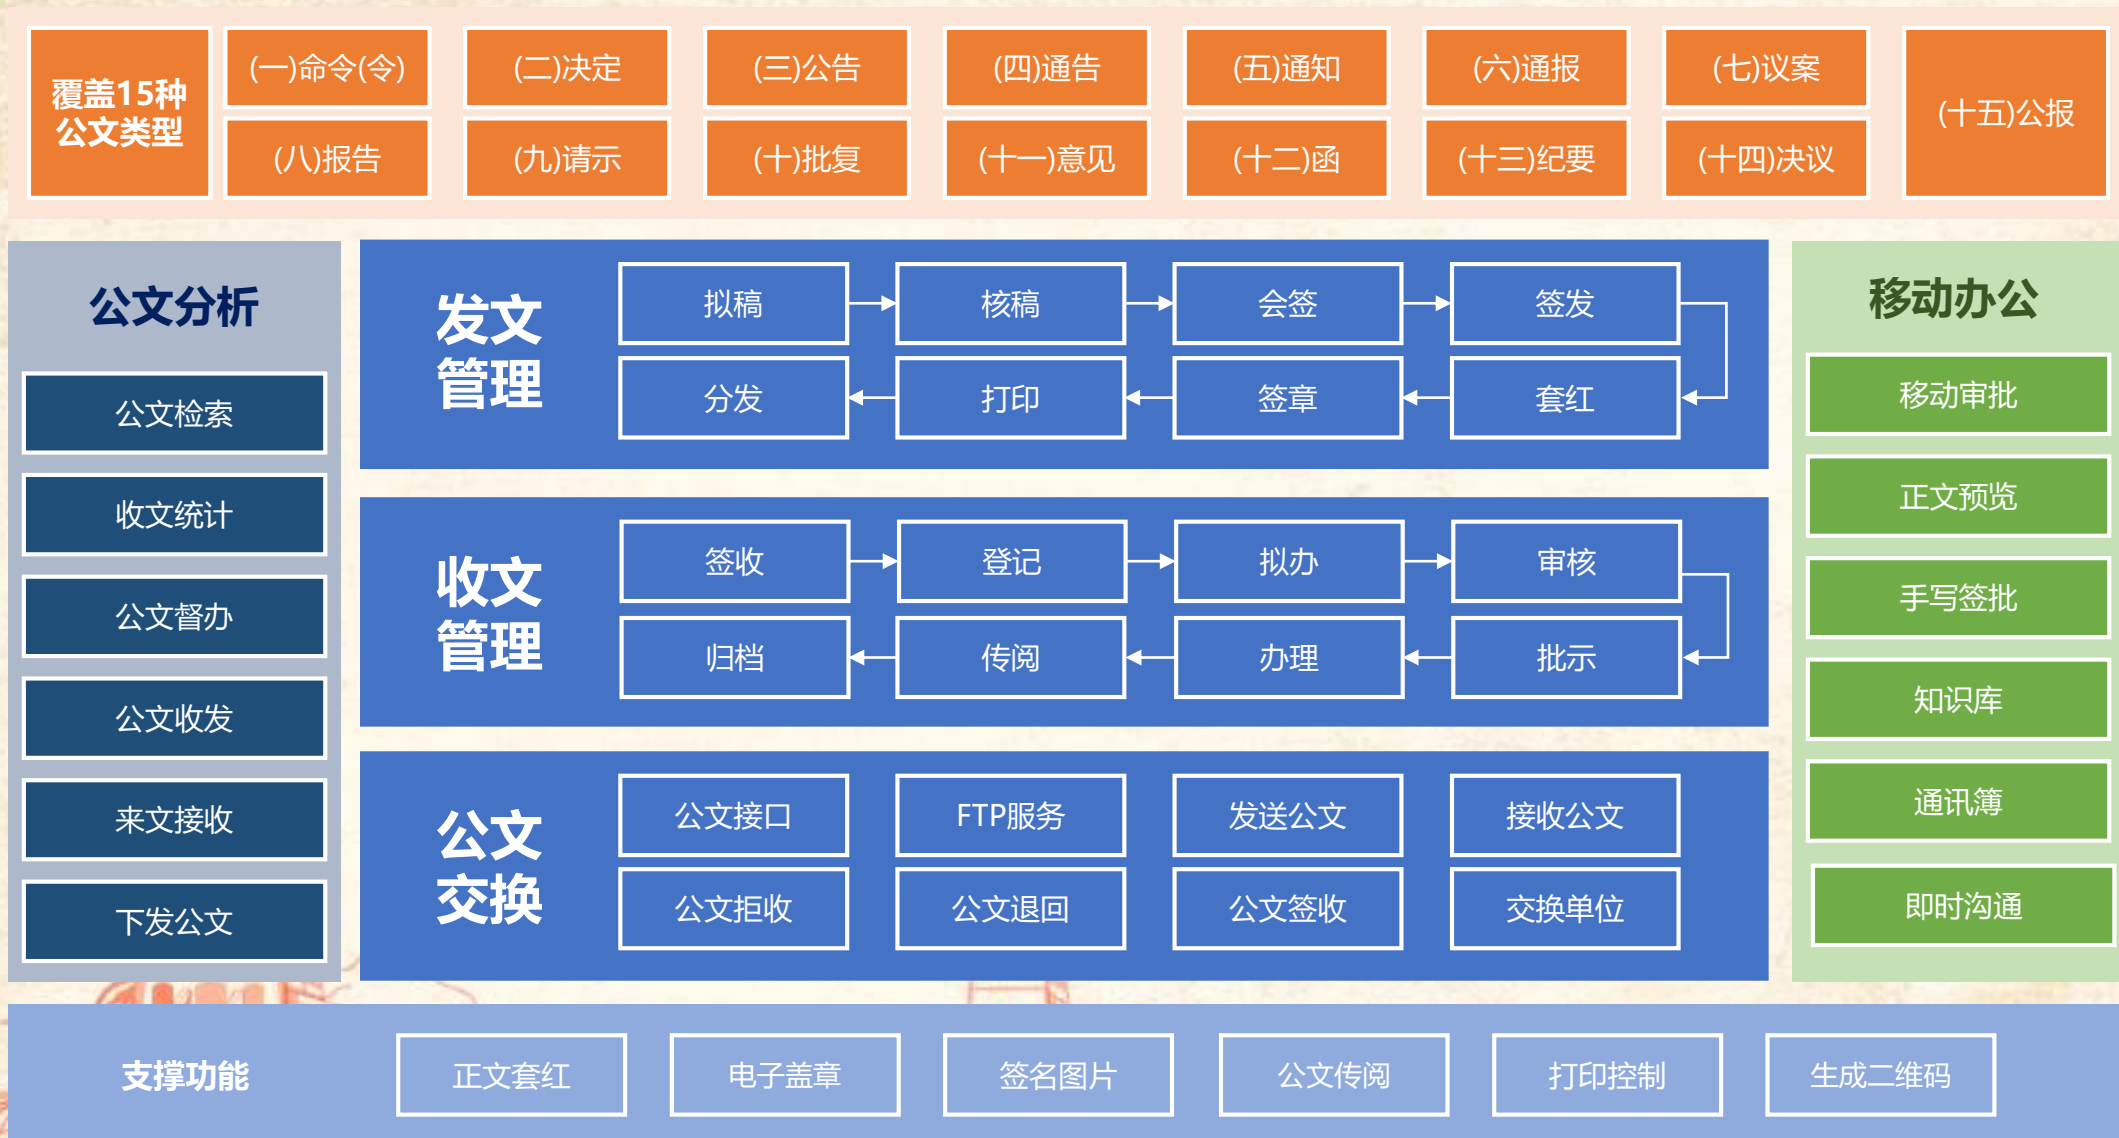 覆盖15种
公文类型
(一)命令(令)
(二)决定
(三)公告
(四)通告
(五)通知
(六)通报
(七)议案
(八)报告
(九)请示
(十)批复
(十一)意见
(十二)函
(十三)纪要
(十四)决议
(十五)公报
公文分析
公文检索
收文统计
公文督办
公文收发
来文接收
下发公文
发文
管理
拟稿
核稿
会签
签发
分发
打印
签章
套红
收文
管理
签收
登记
拟办
审核
归档
传阅
办理
批示
公文
交换
公文接口
FTP服务
发送公文
接收公文
公文拒收
公文退回
公文签收
交换单位
移动办公
移动审批
正文预览
手写签批
知识库
通讯簿
即时沟通
支撑功能
正文套红
电子盖章
签名图片
公文传阅
打印控制
生成二维码